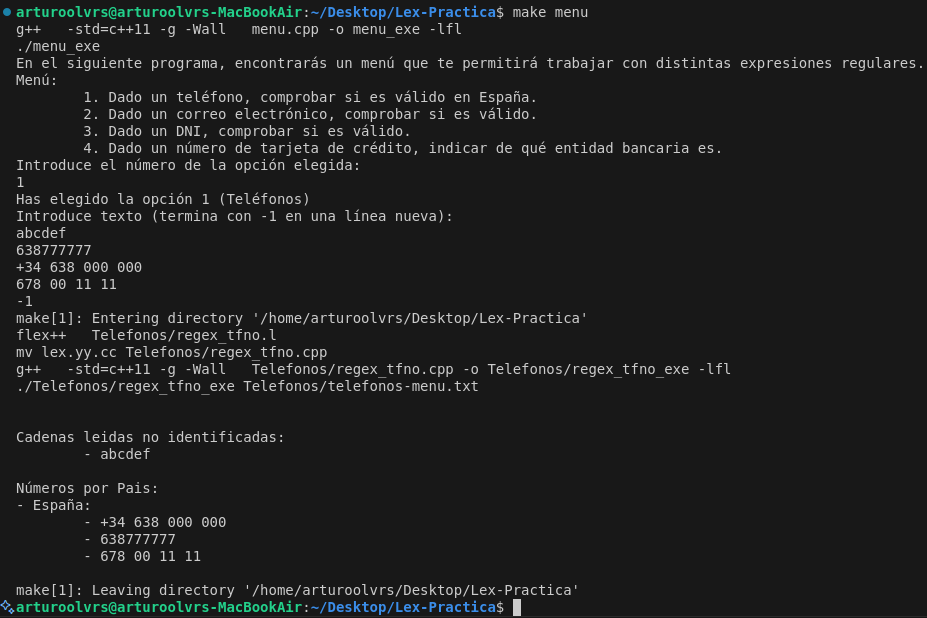 arturoolvrs@arturoolvrs-MacBookAir:~/Desktop/Lex-Practica$ make menu
g++   -std=c++11 -g -Wall   menu.cpp -o menu_exe -lfl
./menu_exe
En el siguiente programa, encontrarás un menú que te permitirá trabajar con distintas expresiones regulares.
Menú:
        1. Dado un teléfono, comprobar si es válido en España.
        2. Dado un correo electrónico, comprobar si es válido.
        3. Dado un DNI, comprobar si es válido.
        4. Dado un número de tarjeta de crédito, indicar de qué entidad bancaria es.
Introduce el número de la opción elegida:
1
Has elegido la opción 1 (Teléfonos)
Introduce texto (termina con -1 en una línea nueva):
abcdef
638777777
+34 638 000 000
678 00 11 11
-1
make[1]: Entering directory '/home/arturoolvrs/Desktop/Lex-Practica'
flex++   Telefonos/regex_tfno.l
mv lex.yy.cc Telefonos/regex_tfno.cpp
g++   -std=c++11 -g -Wall   Telefonos/regex_tfno.cpp -o Telefonos/regex_tfno_exe -lfl
./Telefonos/regex_tfno_exe Telefonos/telefonos-menu.txt


Cadenas leidas no identificadas:
        - abcdef

Números por Pais:
- España:
        - +34 638 000 000
        - 638777777
        - 678 00 11 11

make[1]: Leaving directory '/home/arturoolvrs/Desktop/Lex-Practica'
arturoolvrs@arturoolvrs-MacBookAir:~/Desktop/Lex-Practica$